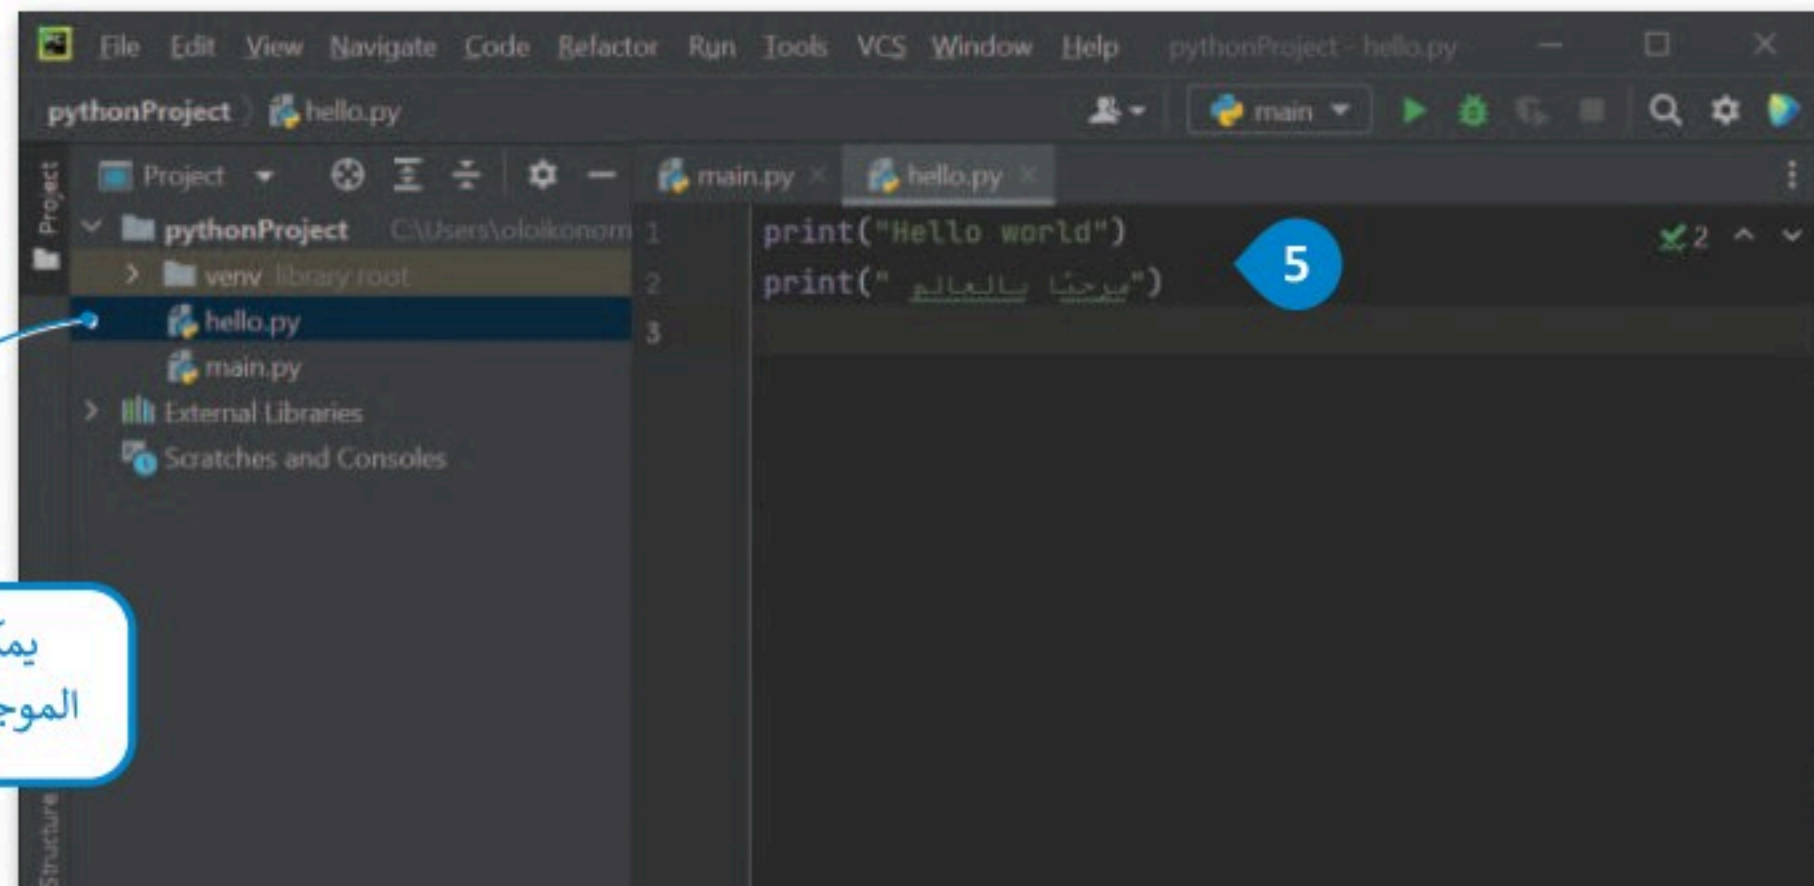 File Edit View Navigate Code Refactor Run Tools VCS Window Help pythonProject - hello.py
pythonProject hello.py main
Project
Project
main.py
hello.py
pythonProject C:\Users\oloikonom
venv library root
hello.py
main.py
External Libraries
Scratches and Consoles
1 print("Hello world")
2 print(" مرحبًا بالعالم")
3
2
5
Structure